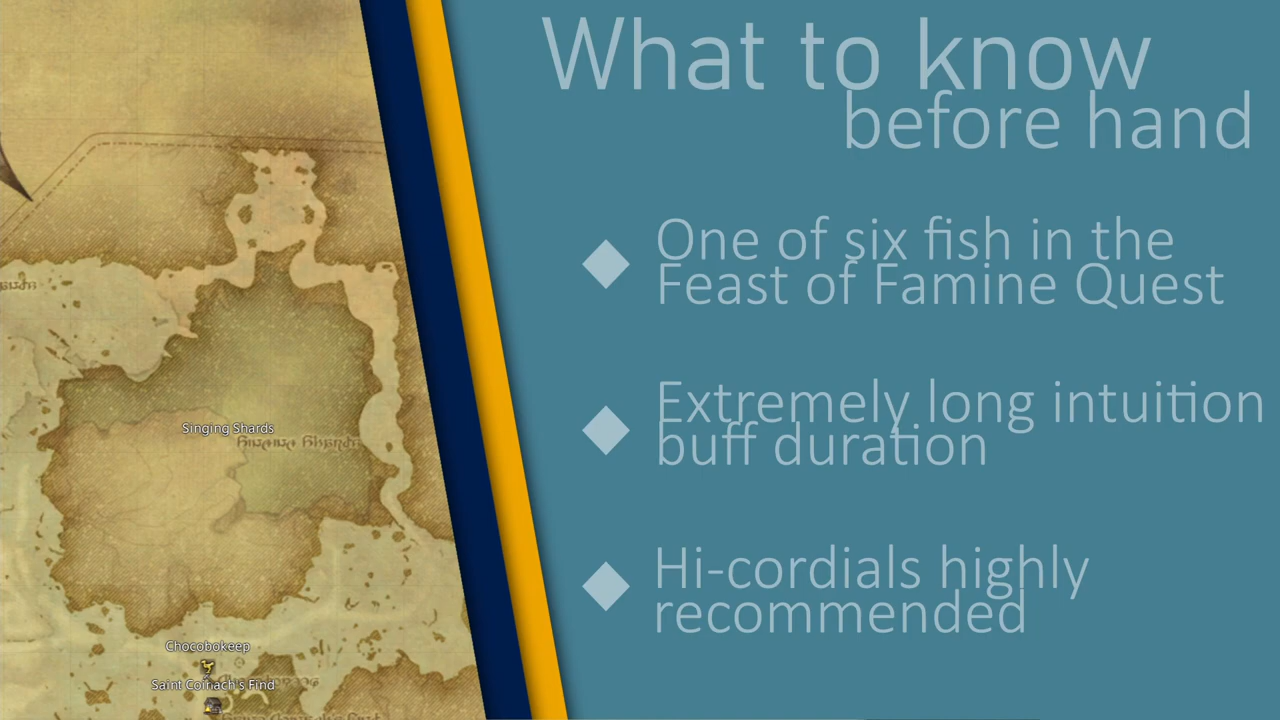 What to know
before hand
One of six fish in the
Feast of Famine Quest
Extremely long intuition
buff duration
Hi-cordials highly
recommended
Singing Shards
Chocobokeep
Saint Coinach's Find